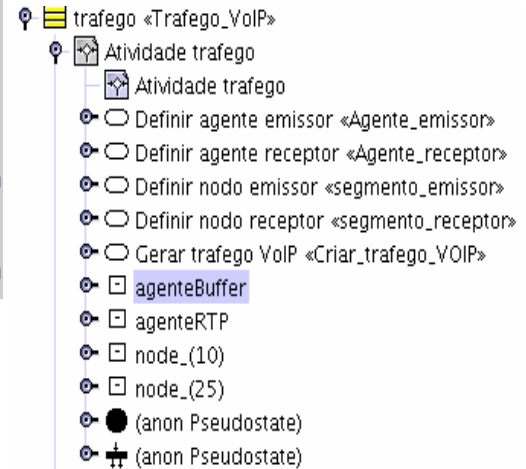 trafego «Trafego_VoIP»
Atividade trafego
Atividade trafego
Definir agente emissor «Agente_emissor»
Definir agente receptor «Agente_receptor»
Definir nodo emissor «segmento_emissor»
Definir nodo receptor «segmento_receptor»
Gerar trafego VoIP «Criar_trafego_VOIP»
agenteBuffer
agenteRTP
node_(10)
node_(25)
(anon Pseudostate)
(anon Pseudostate)